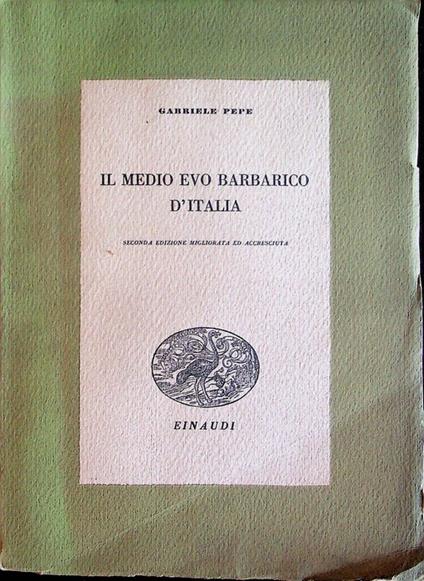 GABRIELE PEPE
IL MEDIO EVO BARBARICO
D'ITALIA
SECONDA EDIZIONE MIGLIORATA ED ACCRESCIUTA
EINAUDI